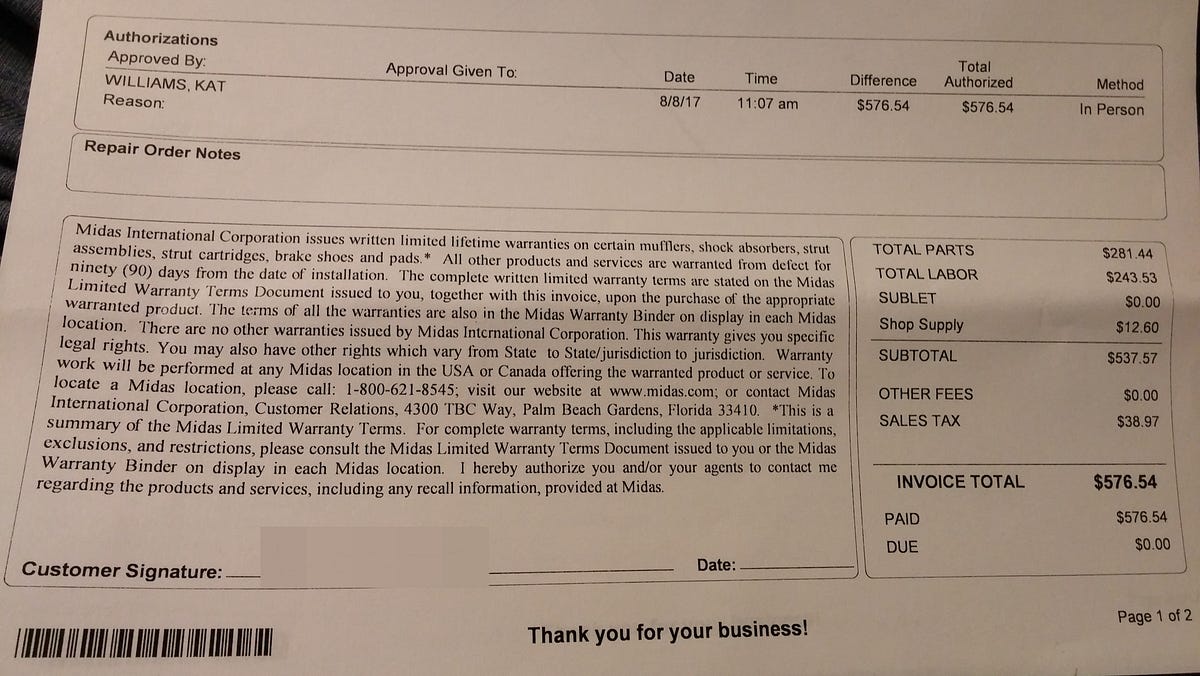 Authorizations
Approved By: Approval Given To: Date Time Difference Total Authorized Method
WILLIAMS, KAT 8/8/17 11:07 am $576.54 $576.54 In Person
Reason:
Repair Order Notes
Midas International Corporation issues written limited lifetime warranties on certain mufflers, shock absorbers, strut
assemblies, strut cartridges, brake shoes and pads.* All other products and services are warranted from defect for
ninety (90) days from the date of installation. The complete written limited warranty terms are stated on the Midas
Limited Warranty Terms Document issued to you, together with this invoice, upon the purchase of the appropriate
warranted product. The terms of all the warranties are also in the Midas Warranty Binder on display in each Midas
location. There are no other warranties issued by Midas International Corporation. This warranty gives you specific
legal rights. You may also have other rights which vary from State to State/jurisdiction to jurisdiction. Warranty
work will be performed at any Midas location in the USA or Canada offering the warranted product or service. To
locate a Midas location, please call: 1-800-621-8545; visit our website at www.midas.com; or contact Midas
International Corporation, Customer Relations, 4300 TBC Way, Palm Beach Gardens, Florida 33410. *This is a
summary of the Midas Limited Warranty Terms. For complete warranty terms, including the applicable limitations,
exclusions, and restrictions, please consult the Midas Limited Warranty Terms Document issued to you or the Midas
Warranty Binder on display in each Midas location. I hereby authorize you and/or your agents to contact me
regarding the products and services, including any recall information, provided at Midas.
Customer Signature: Date:
TOTAL PARTS $281.44
TOTAL LABOR $243.53
SUBLET $0.00
Shop Supply $12.60
SUBTOTAL $537.57
OTHER FEES $0.00
SALES TAX $38.97
INVOICE TOTAL $576.54
PAID $576.54
DUE $0.00
Thank you for your business!
Page 1 of 2